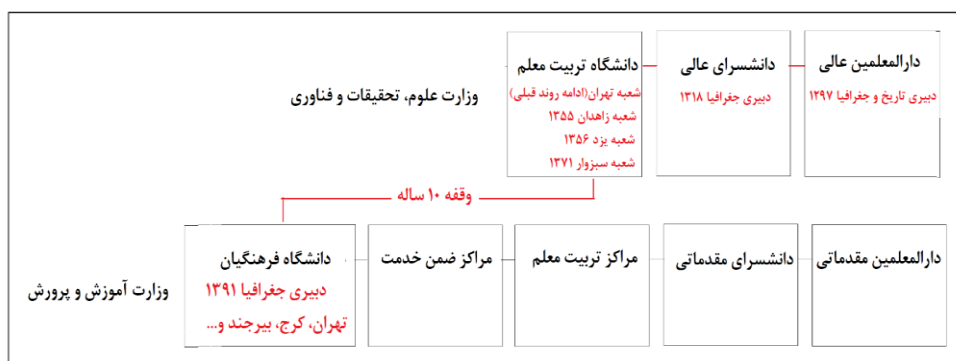 دارالمعلمین عالی
دبیری تاریخ و جغرافیا ۱۲۹۷
دانشسرای عالی
دبیری جغرافیا ۱۳۱۸
دانشگاه تربیت معلم
شعبه تهران(ادامه روند قبلی)
شعبه زاهدان ۱۳۵۵
شعبه یزد ۱۳۵۶
شعبه سبزوار ۱۳۷۱
وزارت علوم، تحقیقات و فناوری
وقفه ۱۰ ساله
دارالمعلمین مقدماتی
دانشسرای مقدماتی
مراکز تربیت معلم
مراکز ضمن خدمت
دانشگاه فرهنگیان
دبیری جغرافیا ۱۳۹۱
تهران، کرج، بیرجند و...
وزارت آموزش و پرورش